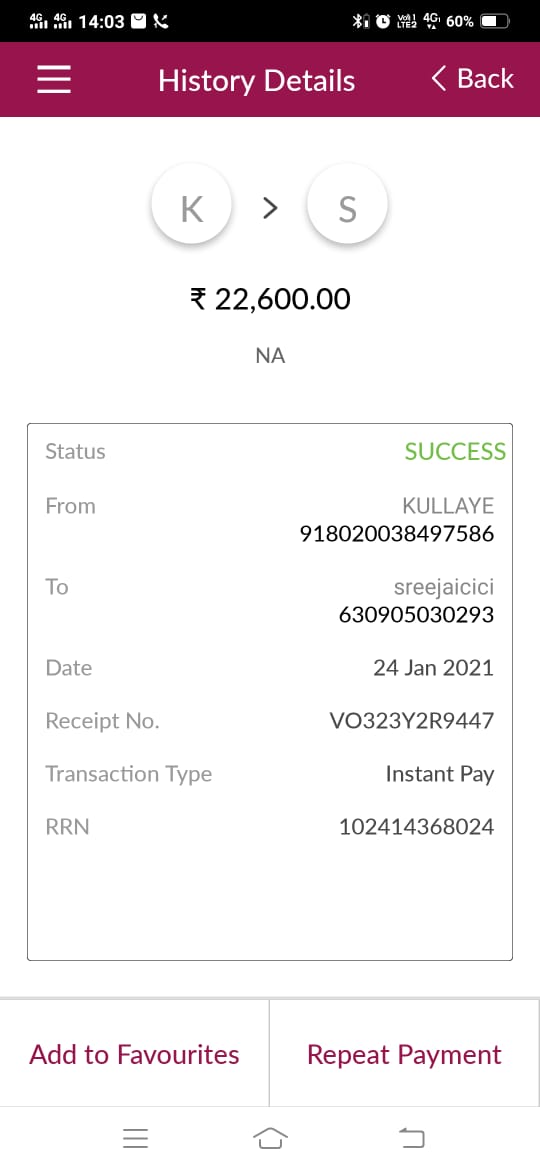 4G 4G 14:03 VoLTE2 4G 60%
History Details
Back
K > S
₹ 22,600.00
NA
Status SUCCESS
From KULLAYE
918020038497586
To sreejaicici
630905030293
Date 24 Jan 2021
Receipt No. VO323Y2R9447
Transaction Type Instant Pay
RRN 102414368024
Add to Favourites Repeat Payment